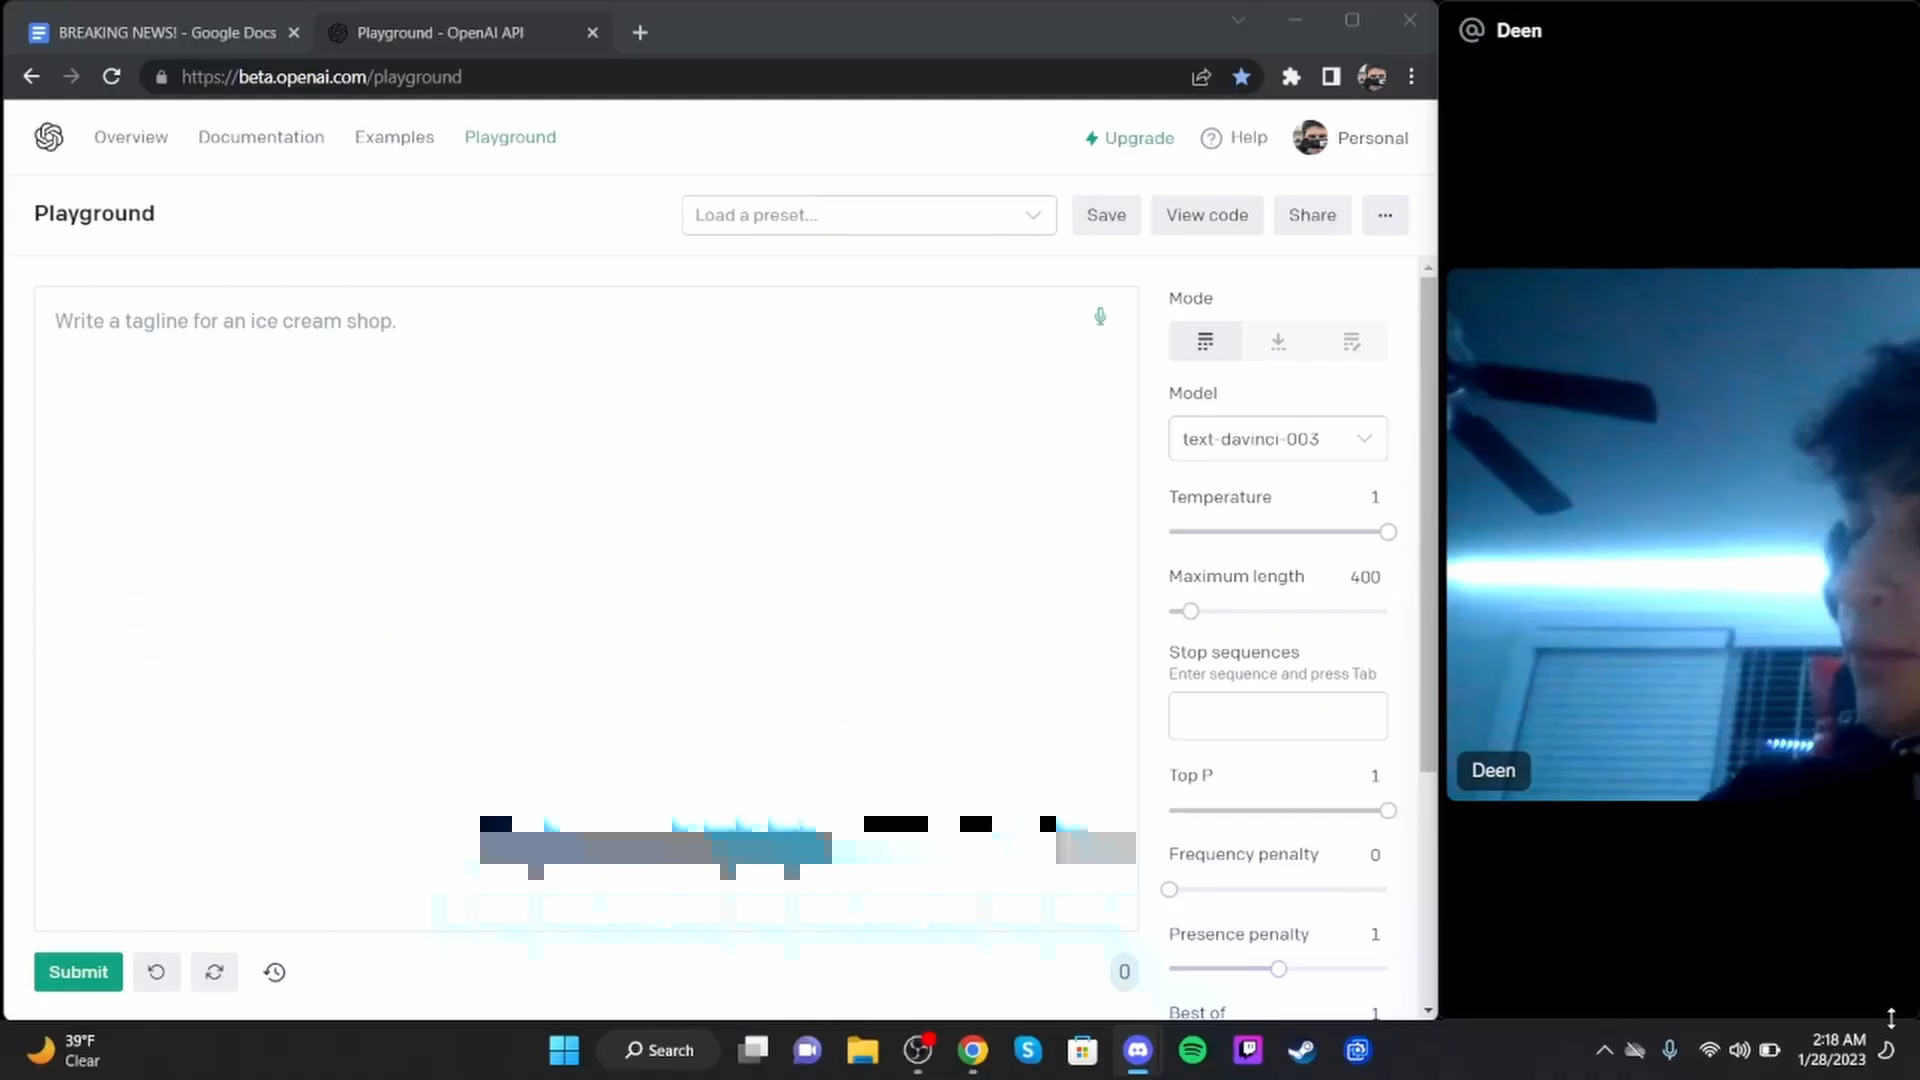 BREAKING NEWS! - Google Docs
Playground - OpenAI API
https://beta.openai.com/playground
Overview
Documentation
Examples
Playground
Upgrade
Help
Personal
Playground
Load a preset...
Save
View code
Share
Write a tagline for an ice cream shop.
Mode
Model
text-davinci-003
Temperature 1
Maximum length 400
Stop sequences
Enter sequence and press Tab
Top P 1
Frequency penalty 0
Presence penalty 1
Best of 1
Submit
0
@ Deen
Deen
39°F
Clear
Search
2:18 AM
1/28/2023